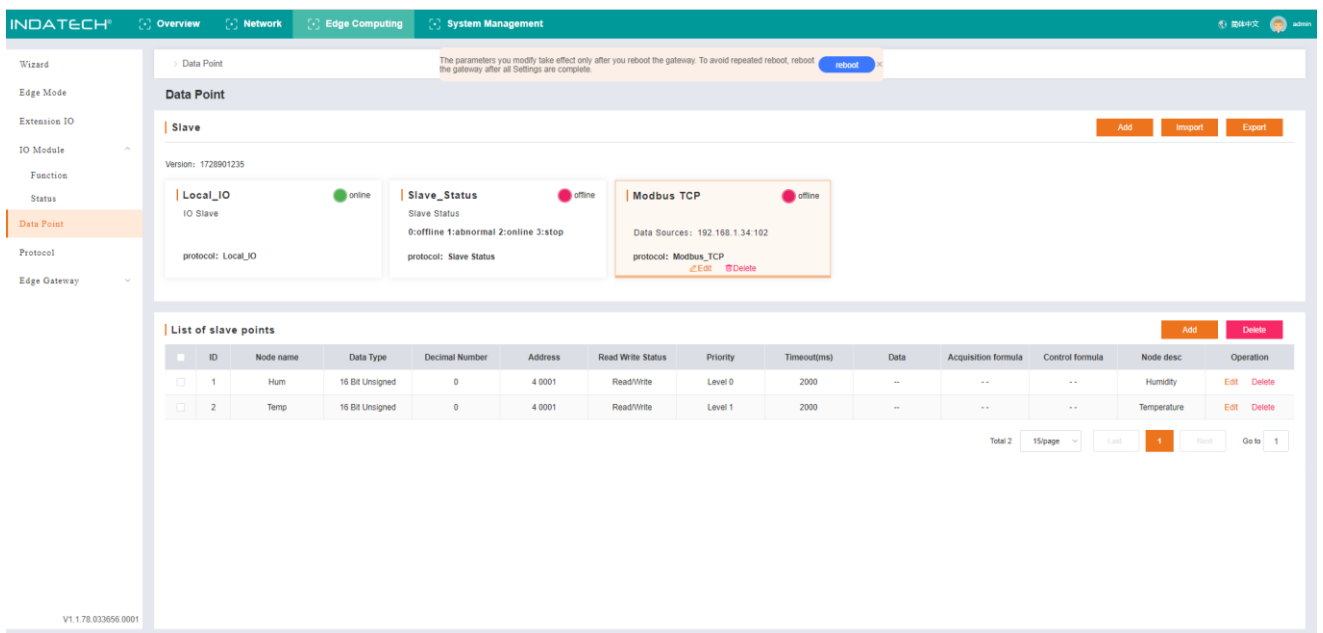 INDATECH® Overview Network Edge Computing System Management 简体中文 admin
Wizard
Edge Mode
Extension IO
IO Module
Function
Status
Data Point
Protocol
Edge Gateway
V1.1.78.033656.0001
> Data Point
The parameters you modify take effect only after you reboot the gateway. To avoid repeated reboot, reboot
the gateway after all Settings are complete.
reboot
Data Point
Slave
Add Imxport Export
Version: 1728901235
Local_IO online
IO Slave
protocol: Local_IO
Slave_Status offline
Slave Status
0:offline 1:abnormal 2:online 3:stop
protocol: Slave Status
Modbus TCP offline
Data Sources: 192.168.1.34:102
protocol: Modbus_TCP
Edit Delete
List of slave points
Add Delete
ID Node name Data Type Decimal Number Address Read Write Status Priority Timeout(ms) Data Acquisition formula Control formula Node desc Operation
1 Hum 16 Bit Unsigned 0 4 0001 Read/Write Level 0 2000 -- -- -- Humidity Edit Delete
2 Temp 16 Bit Unsigned 0 4 0001 Read/Write Level 1 2000 -- -- -- Temperature Edit Delete
Total 2 15/page 1 Next Go to 1